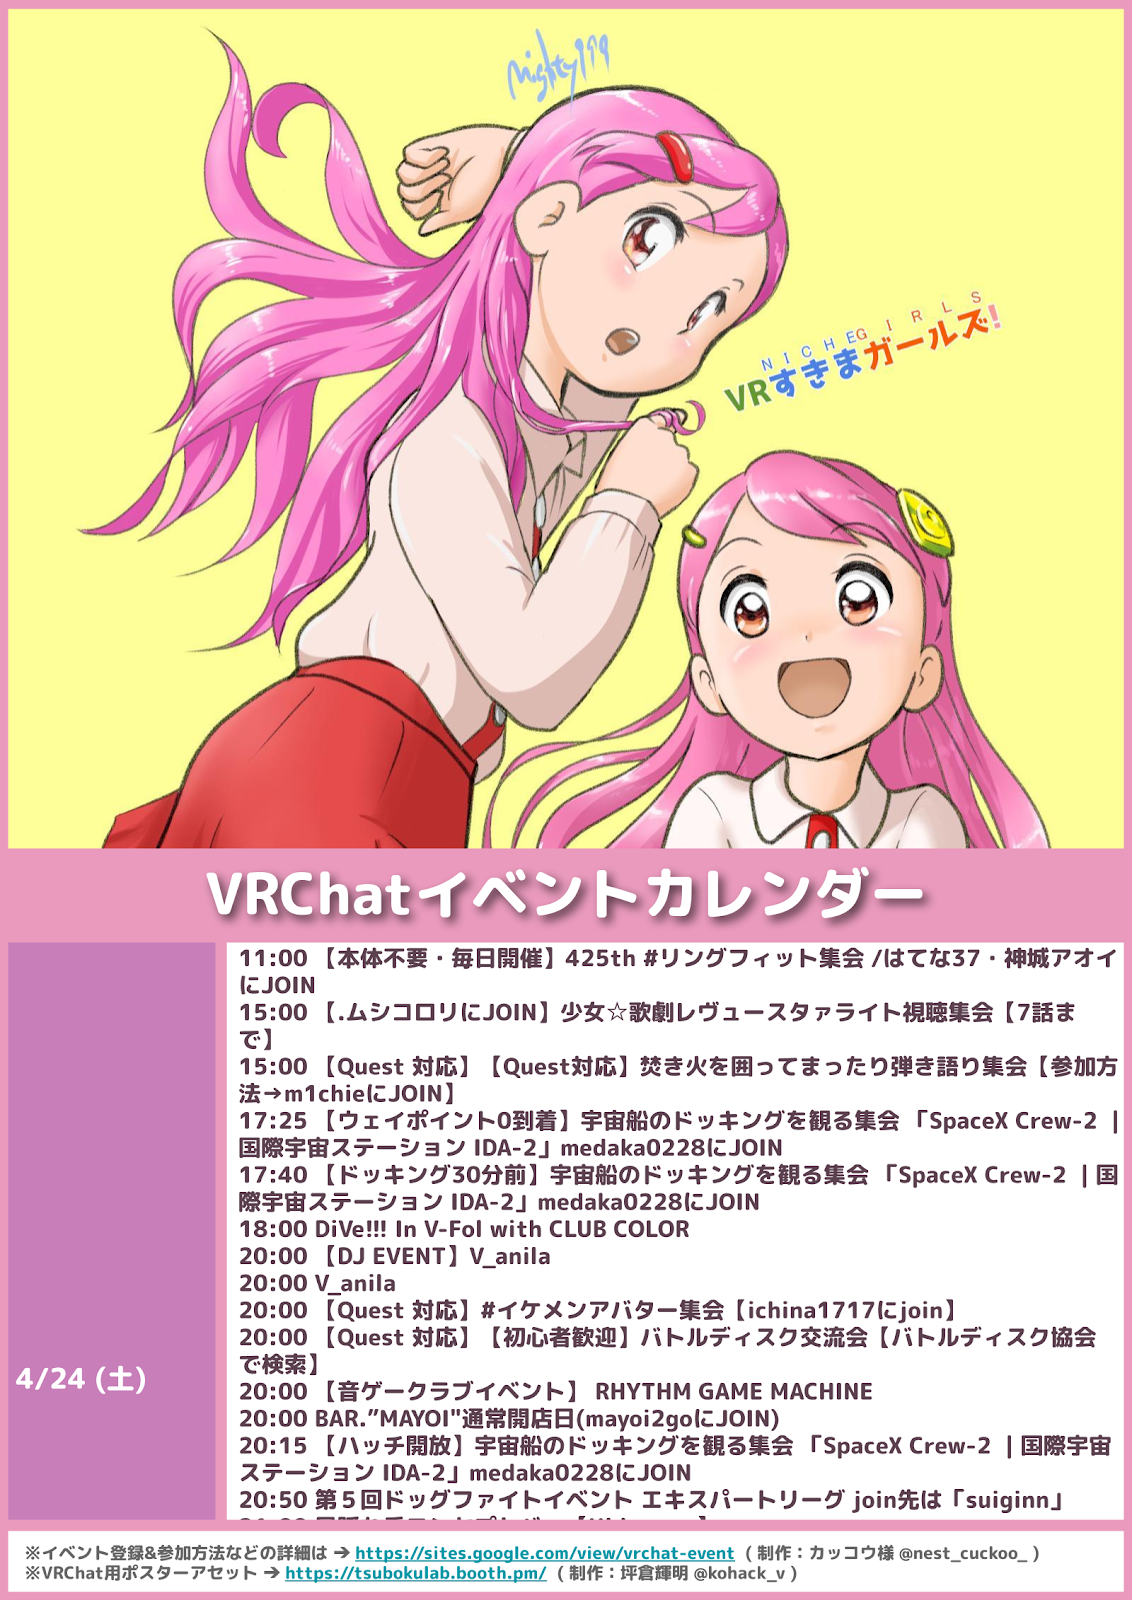 mighty199
NICHE GIRLS
VRすきまガールズ!
VRChatイベントカレンダー
4/24 (土)
11:00 【本体不要・毎日開催】425th #リングフィット集会 /はてな37・神城アオイ
にJOIN
15:00 【.ムシコロリにJOIN】少女☆歌劇レヴュースタァライト視聴集会【7話ま
で】
15:00 【Quest 対応】【Quest対応】焚き火を囲ってまったり弾き語り集会【参加方
法→m1chieにJOIN】
17:25 【ウェイポイント0到着】宇宙船のドッキングを観る集会 「SpaceX Crew-2 |
国際宇宙ステーション IDA-2」medaka0228にJOIN
17:40 【ドッキング30分前】宇宙船のドッキングを観る集会 「SpaceX Crew-2 | 国
際宇宙ステーション IDA-2」medaka0228にJOIN
18:00 DiVe!!! In V-Fol with CLUB COLOR
20:00 【DJ EVENT】V_anila
20:00 V_anila
20:00 【Quest 対応】#イケメンアバター集会【ichina1717にjoin】
20:00 【Quest 対応】【初心者歓迎】バトルディスク交流会【バトルディスク協会
で検索】
20:00 【音ゲークラブイベント】 RHYTHM GAME MACHINE
20:00 BAR.”MAYOI"通常開店日(mayoi2goにJOIN)
20:15 【ハッチ開放】宇宙船のドッキングを観る集会 「SpaceX Crew-2 | 国際宇宙
ステーション IDA-2」medaka0228にJOIN
20:50 第５回ドッグファイトイベント エキスパートリーグ join先は「suiginn」
※イベント登録&参加方法などの詳細は ➔ https://sites.google.com/view/vrchat-event ( 制作：カッコウ様 @nest_cuckoo_ )
※VRChat用ポスターアセット ➔ https://tsubokulab.booth.pm/ ( 制作：坪倉輝明 @kohack_v )